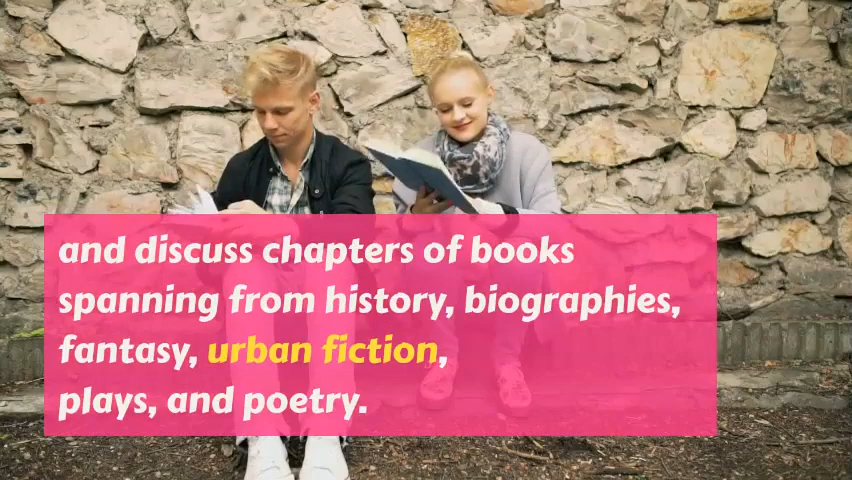 and discuss chapters of books
spanning from history, biographies,
fantasy, urban fiction,
plays, and poetry.